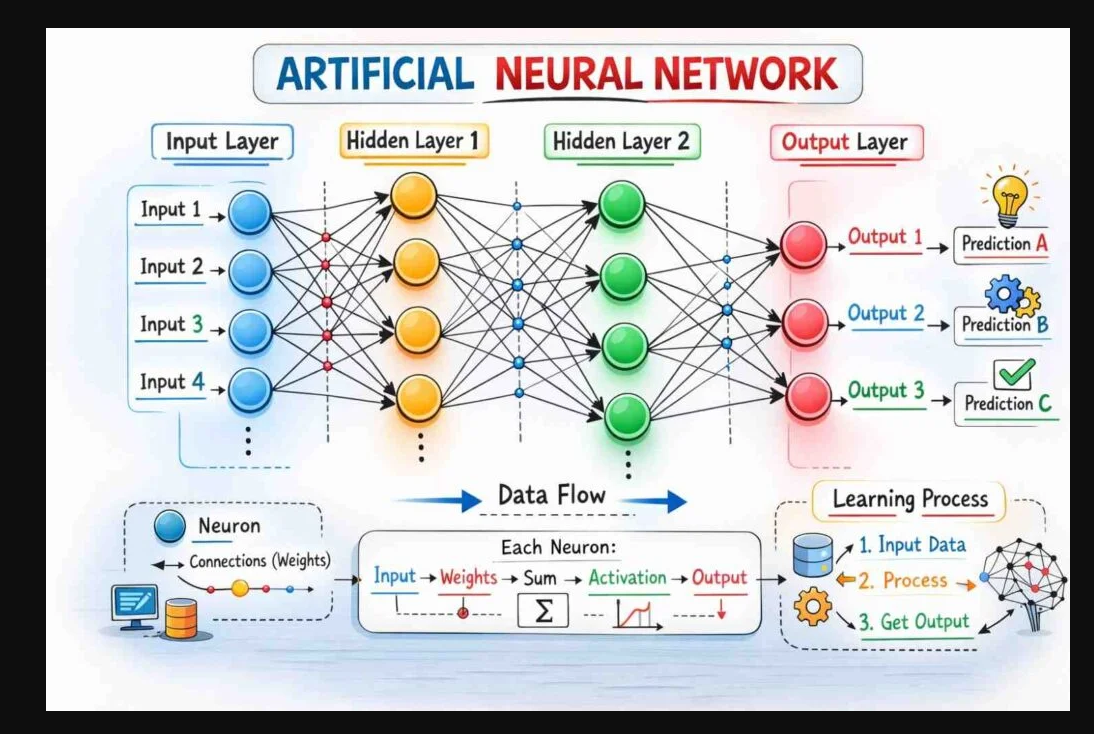 ARTIFICIAL NEURAL NETWORK
Input Layer
Hidden Layer 1
Hidden Layer 2
Output Layer
Input 1
Input 2
Input 3
Input 4
Output 1
Output 2
Output 3
Prediction A
Prediction B
Prediction C
Data Flow
Neuron
Connections (Weights)
Each Neuron:
Input → Weights → Sum → Activation → Output
Σ
Learning Process
1. Input Data
2. Process
3. Get Output